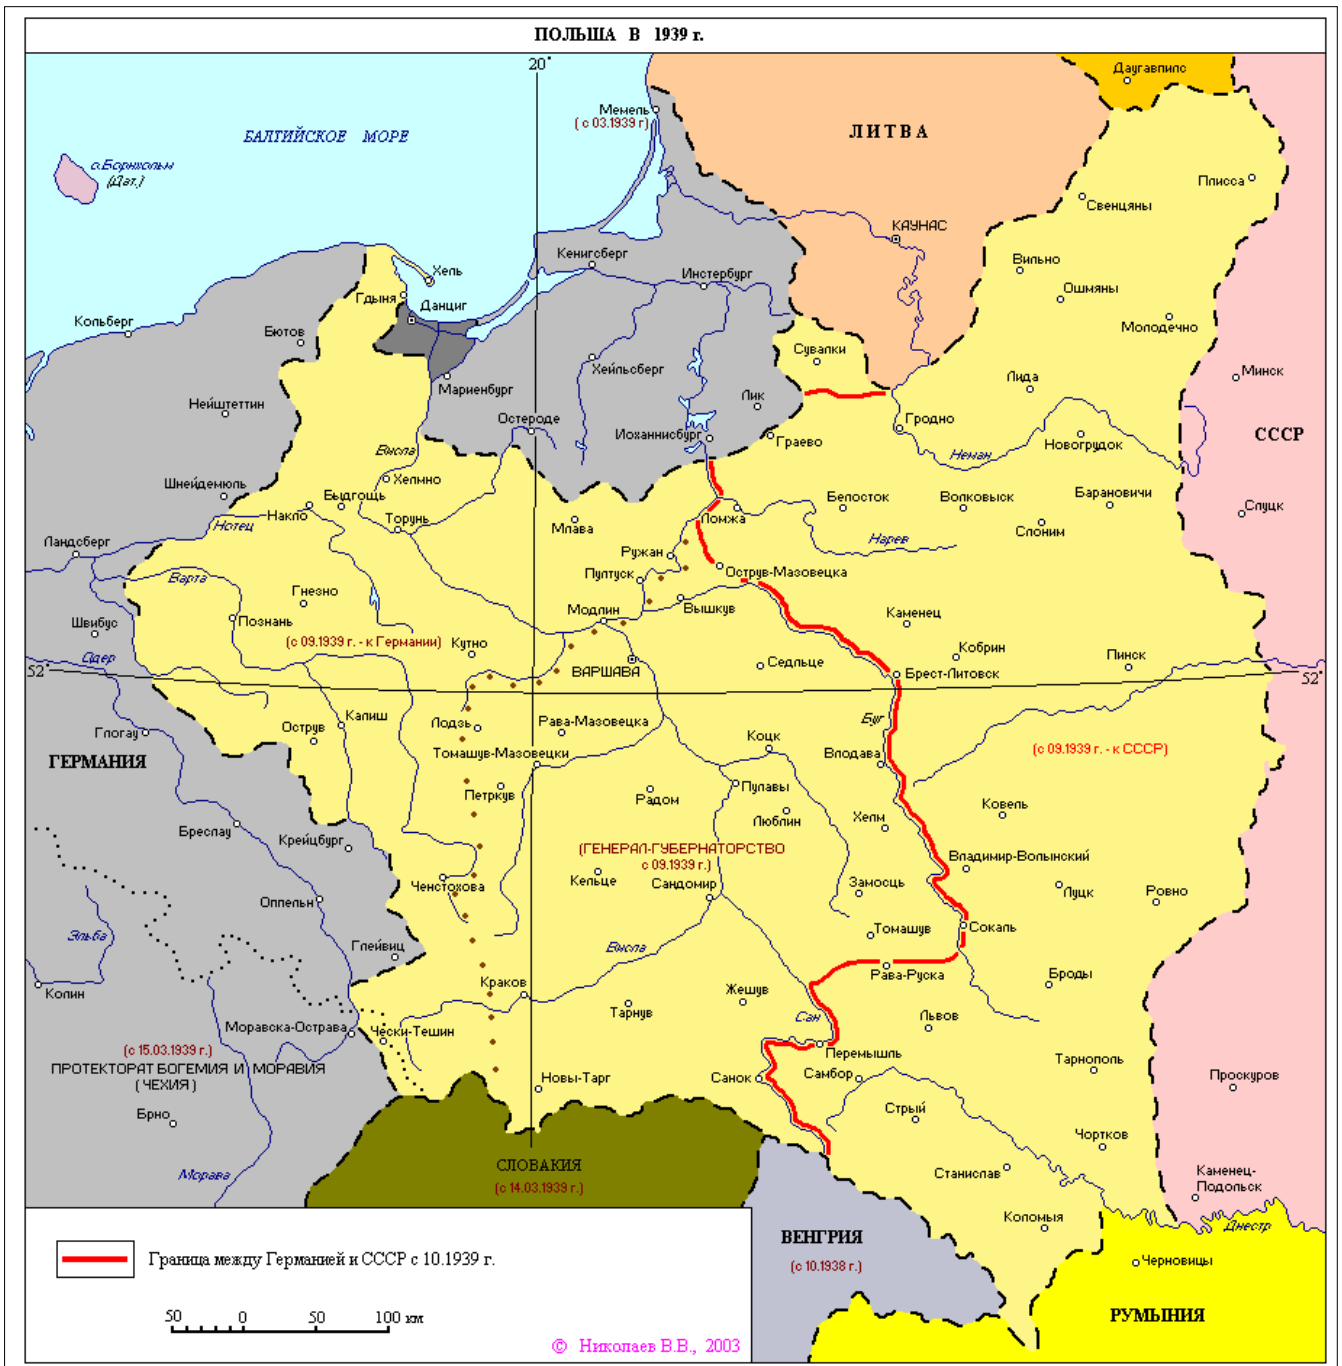 ПОЛЬША В 1939 г.
20°
Даугавпилс
Мемель
(с 03.1939 г)
ЛИТВА
БАЛТИЙСКОЕ МОРЕ
о.Борнхольм
(Дат.)
Плисса
Свенцяны
КАУНАС
Хель
Кенигсберг
Инстербург
Вильно
Гдыня
Данциг
Ошмяны
Кольберг
Бютов
Молодечно
Сувалки
Хейльсберг
Минск
Мариенбург
Лида
Нейштеттин
Лик
Остероде
Гродно
Иоханнисбург
Граево
Новогрудок
СССР
Висла
Неман
Хелмно
Шнейдемюль
Быдгощь
Белосток
Волковыск
Барановичи
Накло
Торунь
Ломжа
Слуцк
Нотец
Млава
Слоним
Нарев
Ландсберг
Ружан
Варта
Пултуск
Острув-Мазовецка
Гнезно
Модлин
Вышкув
Каменец
Швибус
Познань
(с 09.1939 г. - к Германии)
Кутно
Кобрин
Одер
ВАРШАВА
Седльце
Пинск
52°
Брест-Литовск
52°
Острув
Калиш
Лодзь
Рава-Мазовецка
Буг
Глогау
Коцк
(с 09.1939 г. - к СССР)
ГЕРМАНИЯ
Томашув-Мазовецки
Влодава
Петркув
Радом
Пулавы
Ковель
Люблин
Хелм
Бреслау
Крейцбург
(ГЕНЕРАЛ-ГУБЕРНАТОРСТВО
с 09.1939 г.)
Владимир-Волынский
Ченстохова
Кельце
Сандомир
Замосць
Луцк
Ровно
Оппельн
Эльба
Томашув
Сокаль
Глейвиц
Висла
Рава-Руска
Броды
Колин
Краков
Жешув
Тарнув
Сан
Львов
Моравска-Острава
Чески-Тешин
(с 15.03.1939 г.)
Перемышль
Тарнополь
ПРОТЕКТОРАТ БОГЕМИЯ И МОРАВИЯ
(ЧЕХИЯ)
Новы-Тарг
Санок
Самбор
Проскуров
Брно
Стрый
Чортков
СЛОВАКИЯ
(с 14.03.1939 г.)
Морава
Станислав
Каменец-
Подольск
Коломыя
Днестр
ВЕНГРИЯ
(с 10.1938 г.)
Черновицы
РУМЫНИЯ
Граница между Германией и СССР с 10.1939 г.
50 0 50 100 км
© Николаев В.В., 2003